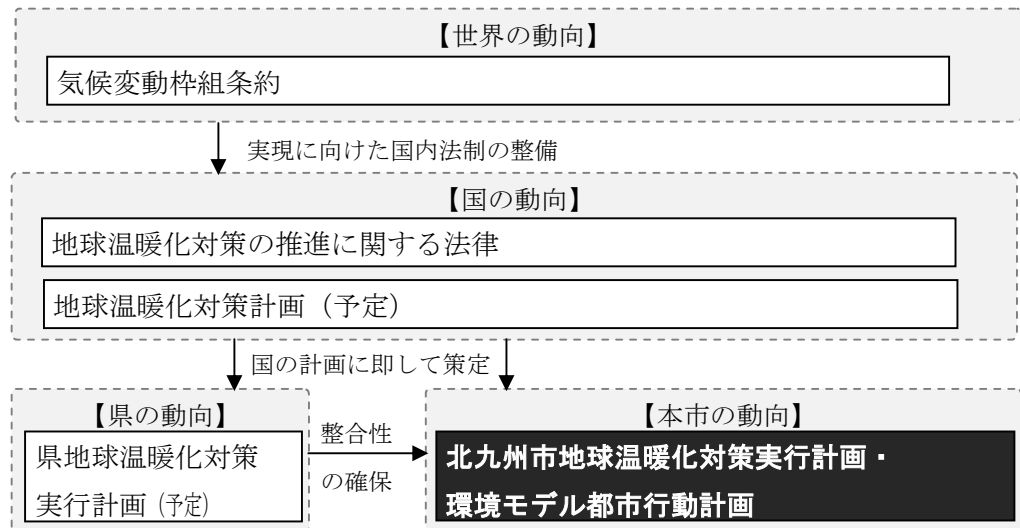 【世界の動向】
気候変動枠組条約
実現に向けた国内法制の整備
【国の動向】
地球温暖化対策の推進に関する法律
地球温暖化対策計画（予定）
国の計画に即して策定
【県の動向】
県地球温暖化対策
実行計画（予定）
整合性
の確保
【本市の動向】
北九州市地球温暖化対策実行計画・
環境モデル都市行動計画